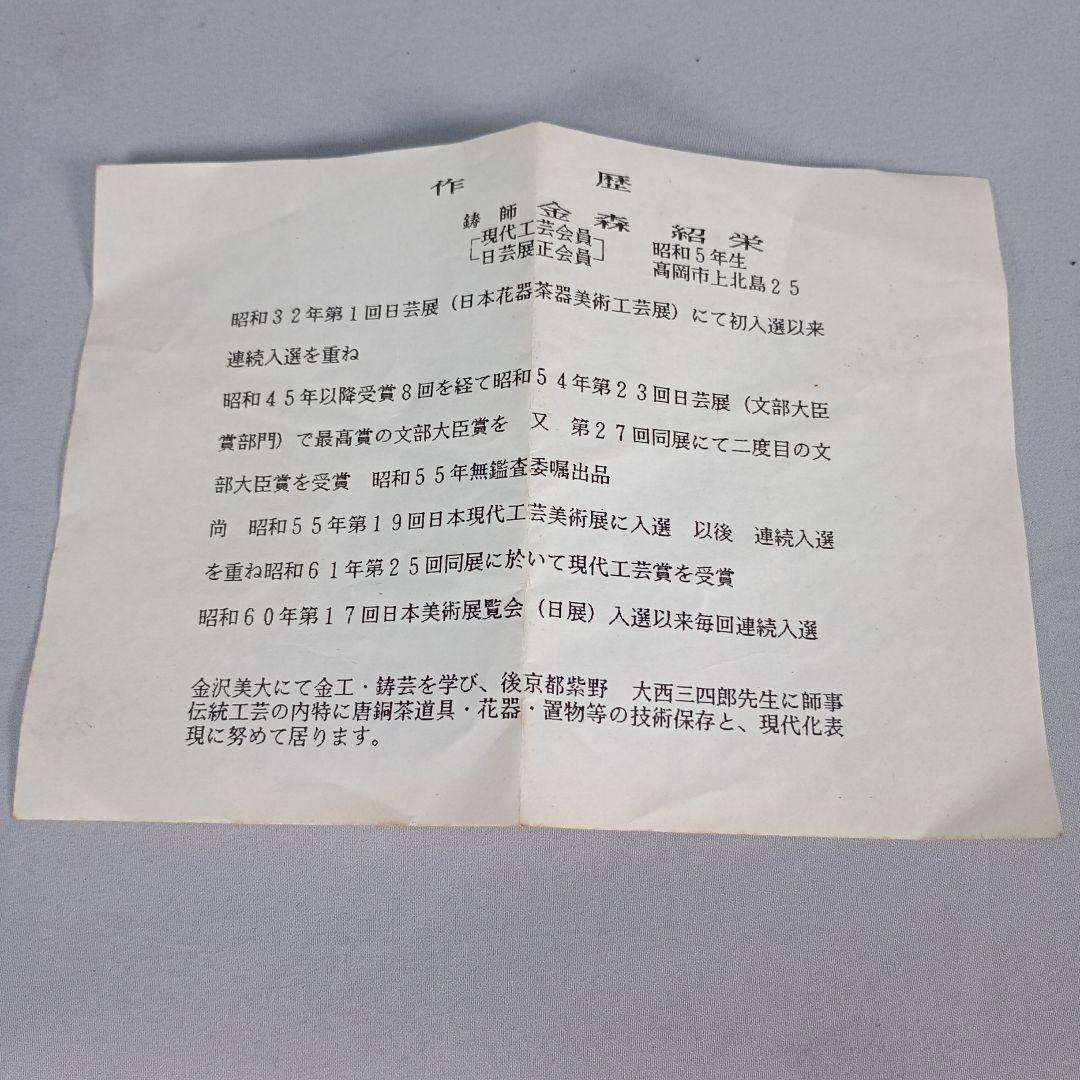 作 歴
鋳師 金森紹栄
現代工芸会員 昭和5年生
日芸展正会員 髙岡市上北島25
昭和32年第1回日芸展(日本花器茶器美術工芸展)にて初入選以来
連続入選を重ね
昭和45年以降受賞8回を経て昭和54年第23回日芸展(文部大臣
賞部門)で最高賞の文部大臣賞を 又 第27回同展にて二度目の文
部大臣賞を受賞 昭和55年無鑑査委嘱出品
尚 昭和55年第19回日本現代工芸美術展に入選 以後 連続入選
を重ね昭和61年第25回同展に於いて現代工芸賞を受賞
昭和60年第17回日本美術展覧会(日展)入選以来毎回連続入選
金沢美大にて金工・鋳芸を学び、後京都紫野 大西三四郎先生に師事
伝統工芸の内特に唐銅茶道具・花器・置物等の技術保存と、現代化表
現に努めて居ります。